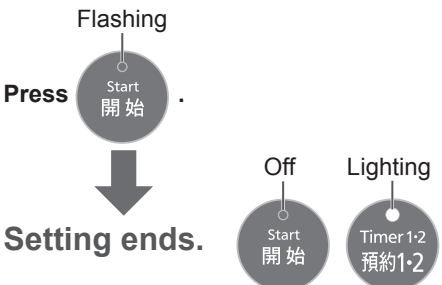 Flashing
Press
Start
開始
.
Off
Lighting
Setting ends.
Start
開始
Timer 1•2
預約1•2